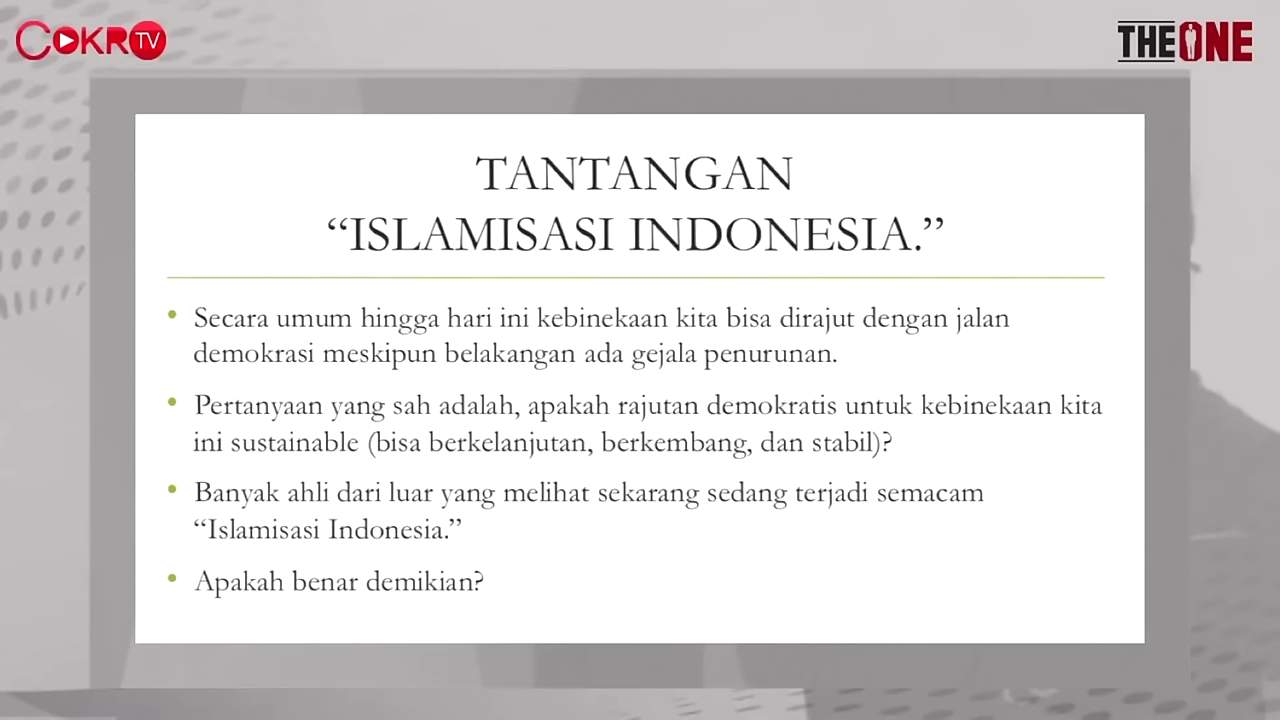 COKRO TV
THE ONE
TANTANGAN
“ISLAMISASI INDONESIA.”
• Secara umum hingga hari ini kebinekaan kita bisa dirajut dengan jalan
demokrasi meskipun belakangan ada gejala penurunan.
• Pertanyaan yang sah adalah, apakah rajutan demokratis untuk kebinekaan kita
ini sustainable (bisa berkelanjutan, berkembang, dan stabil)?
• Banyak ahli dari luar yang melihat sekarang sedang terjadi semacam
“Islamisasi Indonesia.”
• Apakah benar demikian?